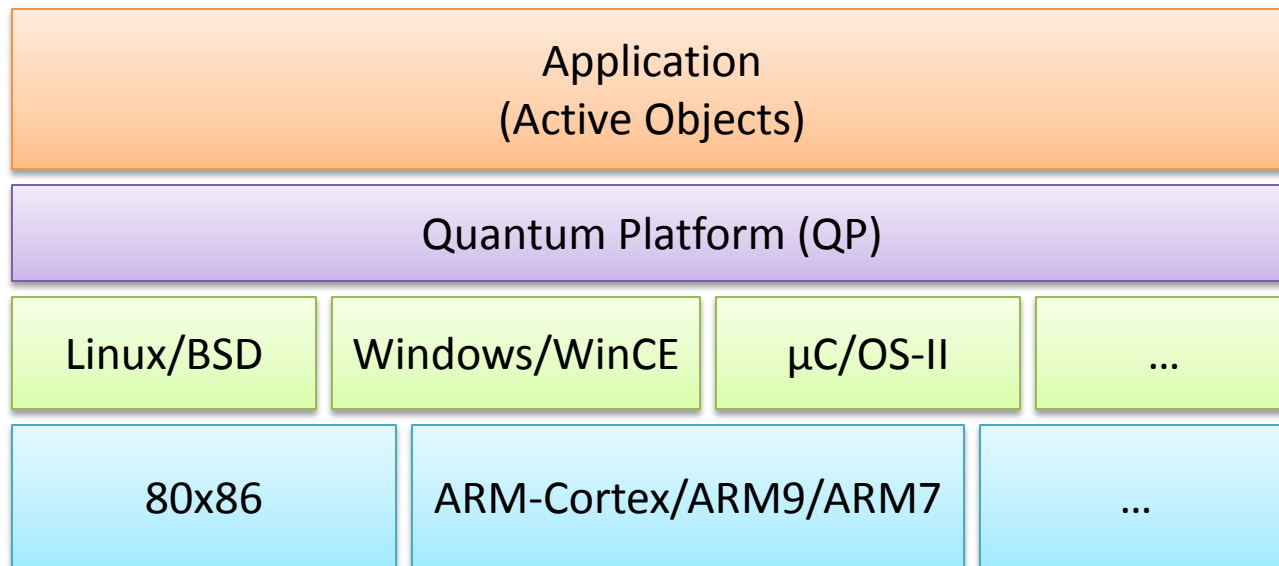 Application
(Active Objects)
Quantum Platform (QP)
Linux/BSD
Windows/WinCE
µC/OS-II
…
80x86
ARM-Cortex/ARM9/ARM7
…